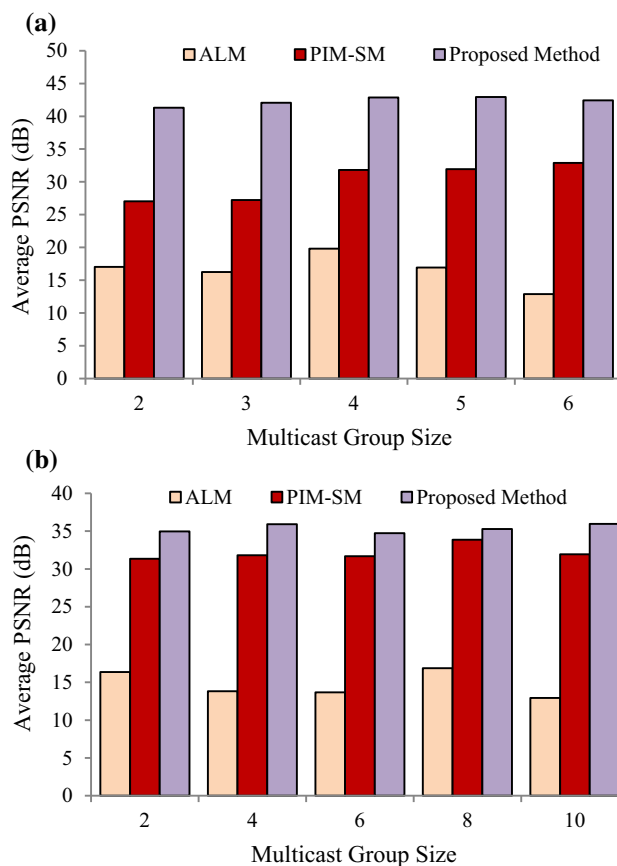 (a)
ALM PIM-SM Proposed Method
50
45
40
35
30
25
20
15
10
5
0
Average PSNR (dB)
2 3 4 5 6
Multicast Group Size
(b)
ALM PIM-SM Proposed Method
40
35
30
25
20
15
10
5
0
Average PSNR (dB)
2 4 6 8 10
Multicast Group Size